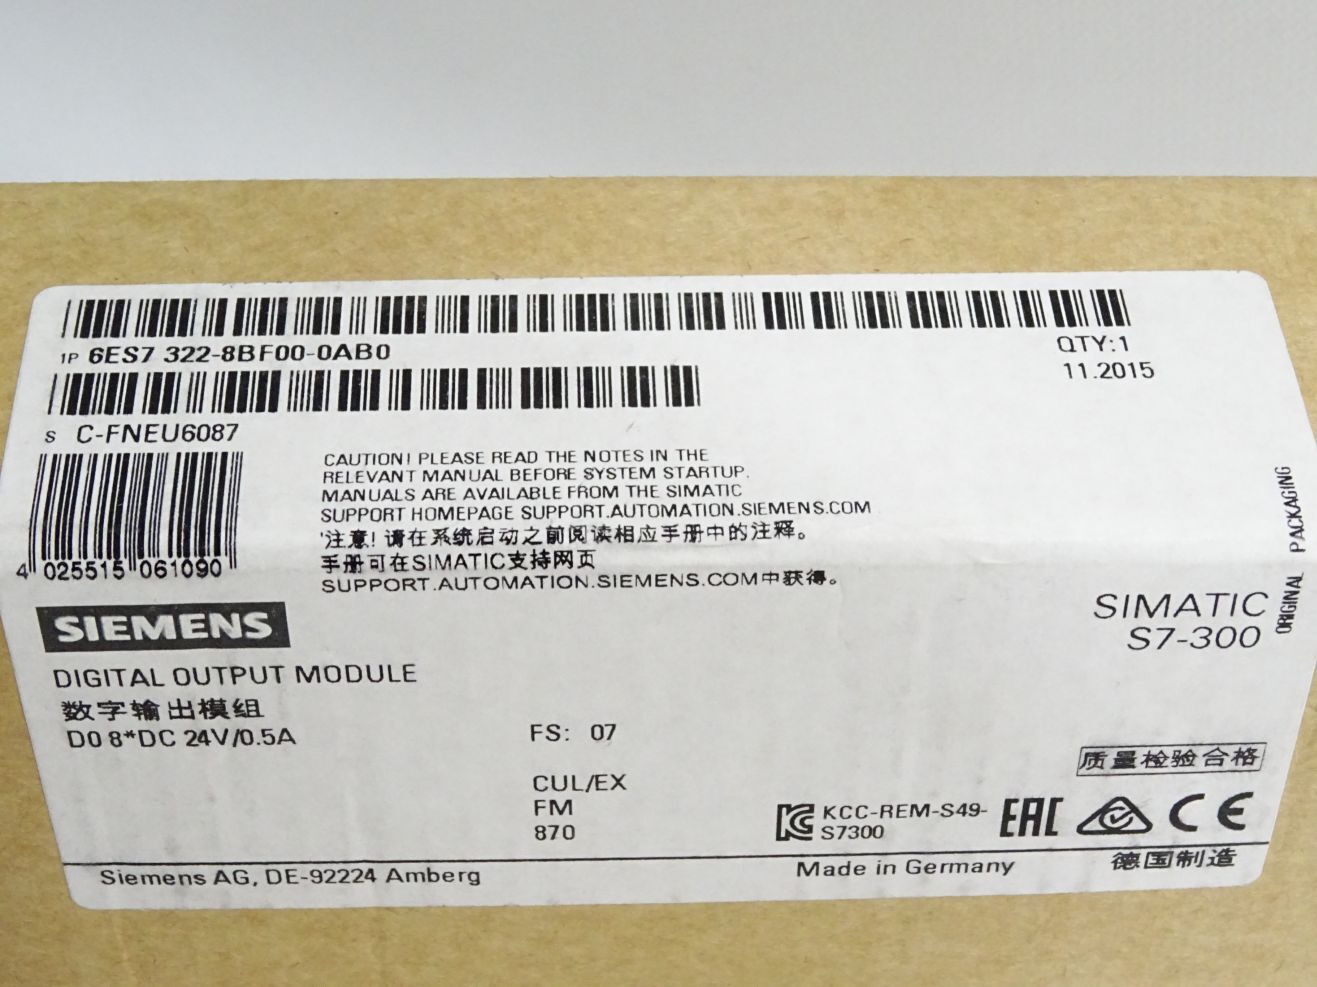 1P 6ES7 322-8BF00-0AB0
QTY:1
11.2015
S C-FNEU6087
CAUTION! PLEASE READ THE NOTES IN THE
RELEVANT MANUAL BEFORE SYSTEM STARTUP.
MANUALS ARE AVAILABLE FROM THE SIMATIC
SUPPORT HOMEPAGE SUPPORT.AUTOMATION.SIEMENS.COM
'注意! 请在系统启动之前阅读相应手册中的注释。
手册可在SIMATIC支持网页
SUPPORT.AUTOMATION.SIEMENS.COM中获得。
4 025515 061090
ORIGINAL PACKAGING
SIEMENS
SIMATIC
S7-300
DIGITAL OUTPUT MODULE
数字输出模组
D0 8*DC 24V/0.5A
FS: 07
CUL/EX
FM
870
质量检验合格
KCC-REM-S49-
S7300
EAC
CE
Siemens AG, DE-92224 Amberg
Made in Germany
德国制造